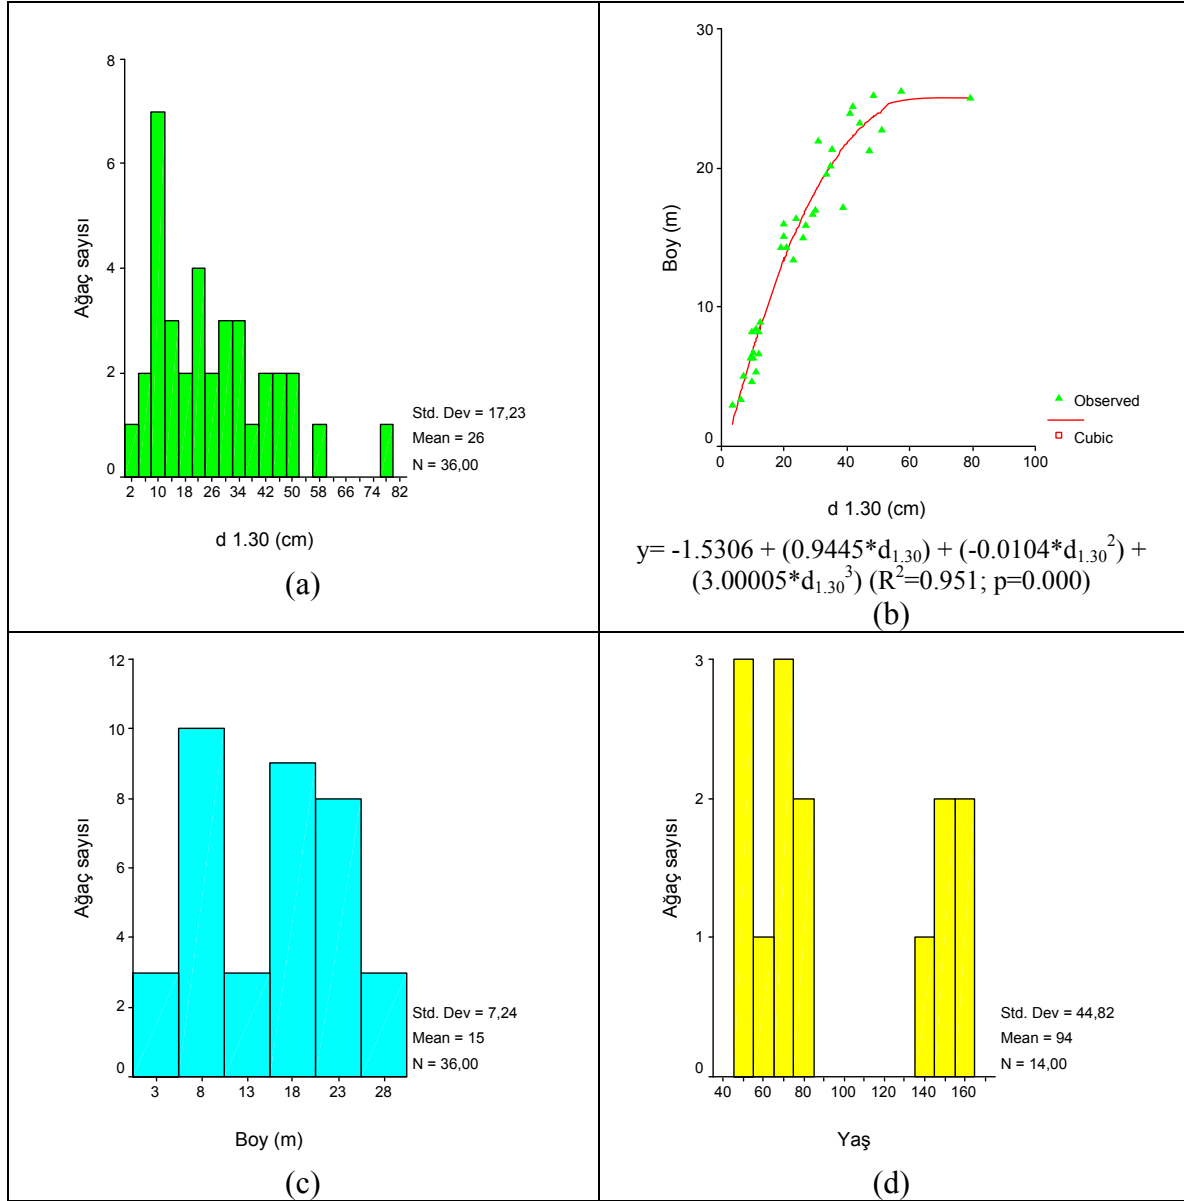 8
6
4
2
0
Ağaç sayısı
Std. Dev = 17,23
Mean = 26
N = 36,00
2 10 18 26 34 42 50 58 66 74 82
d 1.30 (cm)
(a)
30
20
10
0
Boy (m)
Observed
Cubic
0 20 40 60 80 100
d 1.30 (cm)
y= -1.5306 + (0.9445*d1.30) + (-0.0104*d1.30²) +
(3.00005*d1.30³) (R²=0.951; p=0.000)
(b)
12
10
8
6
4
2
0
Ağaç sayısı
Std. Dev = 7,24
Mean = 15
N = 36,00
3 8 13 18 23 28
Boy (m)
(c)
3
2
1
0
Ağaç sayısı
Std. Dev = 44,82
Mean = 94
N = 14,00
40 60 80 100 120 140 160
Yaş
(d)